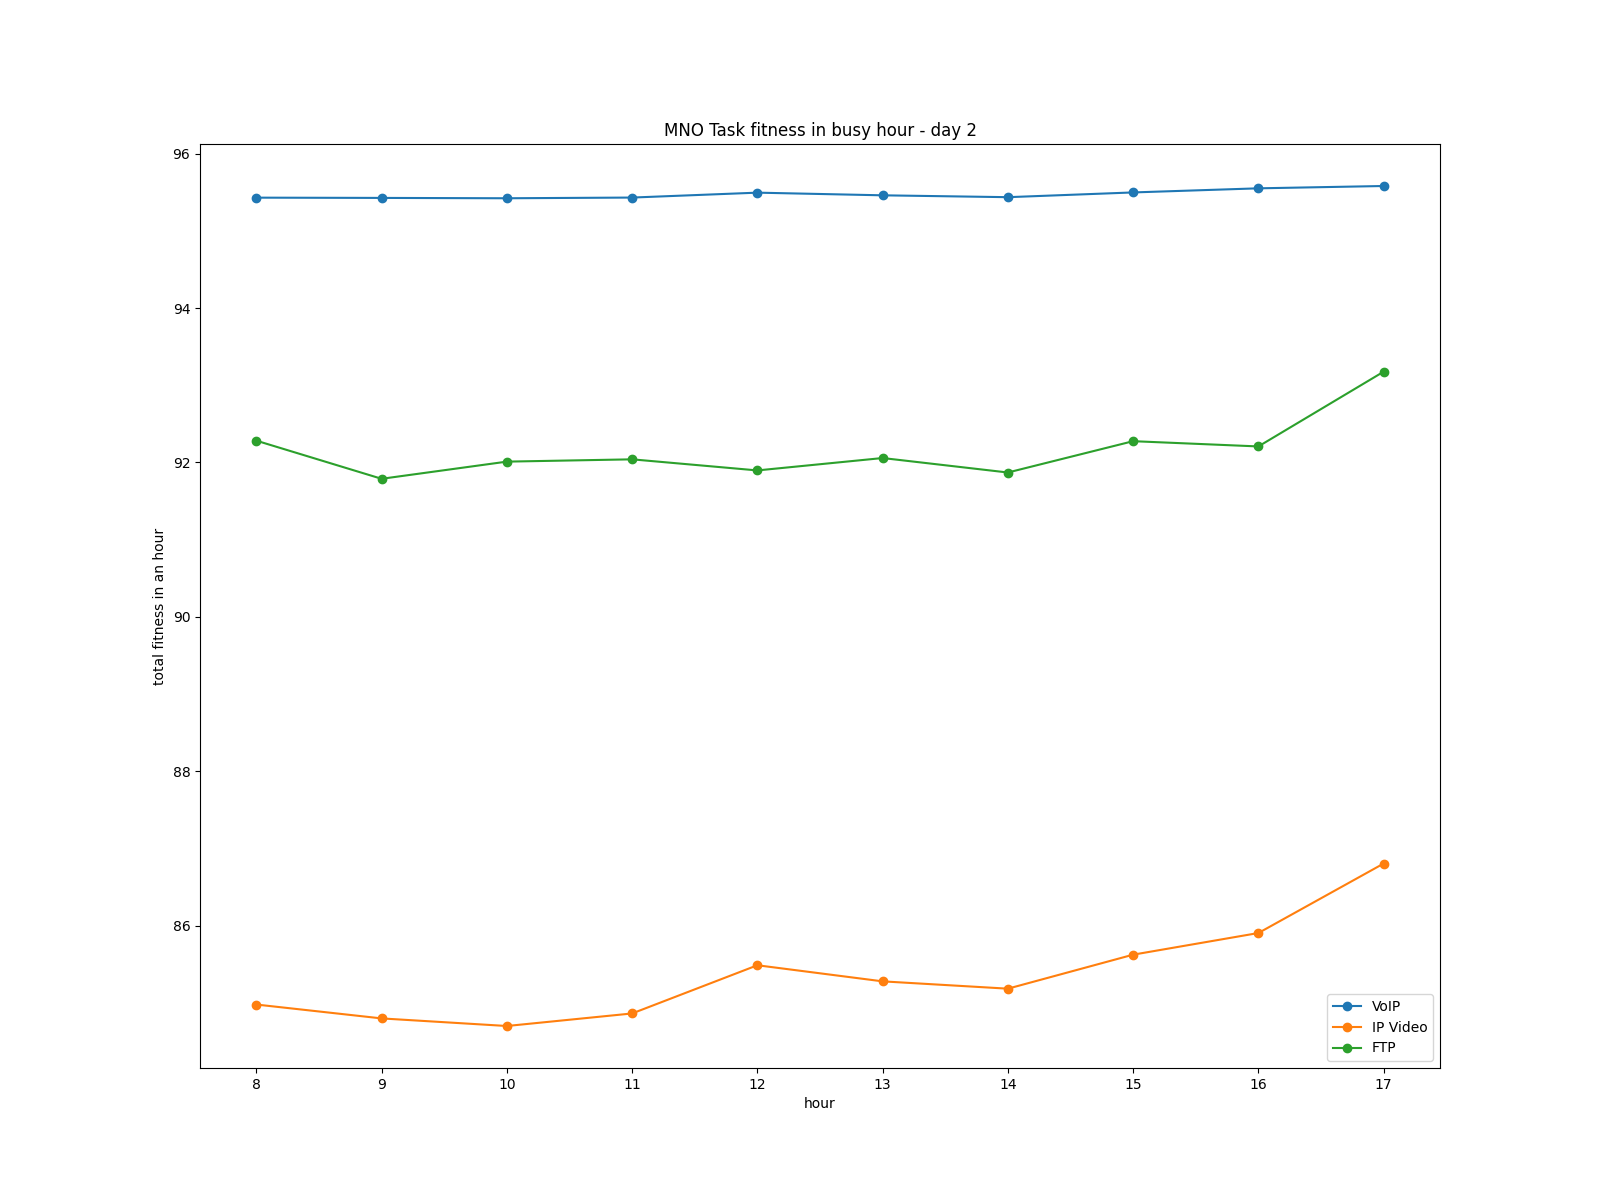 MNO Task fitness in busy hour - day 2
total fitness in an hour
96
94
92
90
88
86
8 9 10 11 12 13 14 15 16 17
hour
VoIP
IP Video
FTP